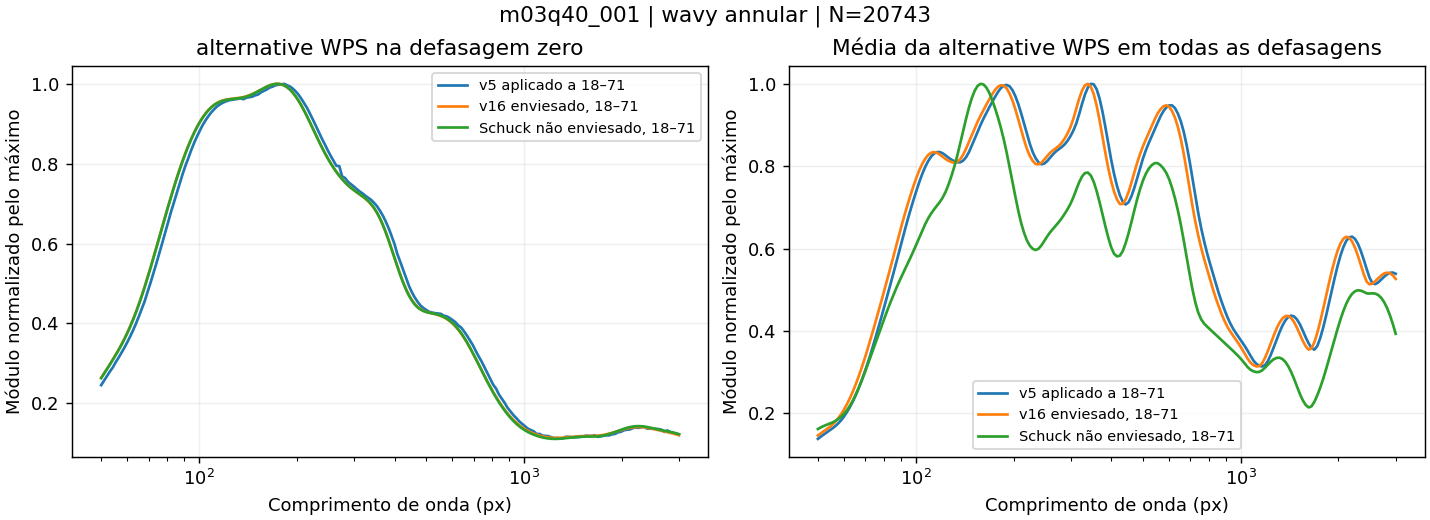 m03q40_001 | wavy annular | N=20743
alternative WPS na defasagem zero
Módulo normalizado pelo máximo
1.0
0.8
0.6
0.4
0.2
v5 aplicado a 18–71
v16 enviesado, 18–71
Schuck não enviesado, 18–71
10²
10³
Comprimento de onda (px)
Média da alternative WPS em todas as defasagens
Módulo normalizado pelo máximo
1.0
0.8
0.6
0.4
0.2
v5 aplicado a 18–71
v16 enviesado, 18–71
Schuck não enviesado, 18–71
10²
10³
Comprimento de onda (px)